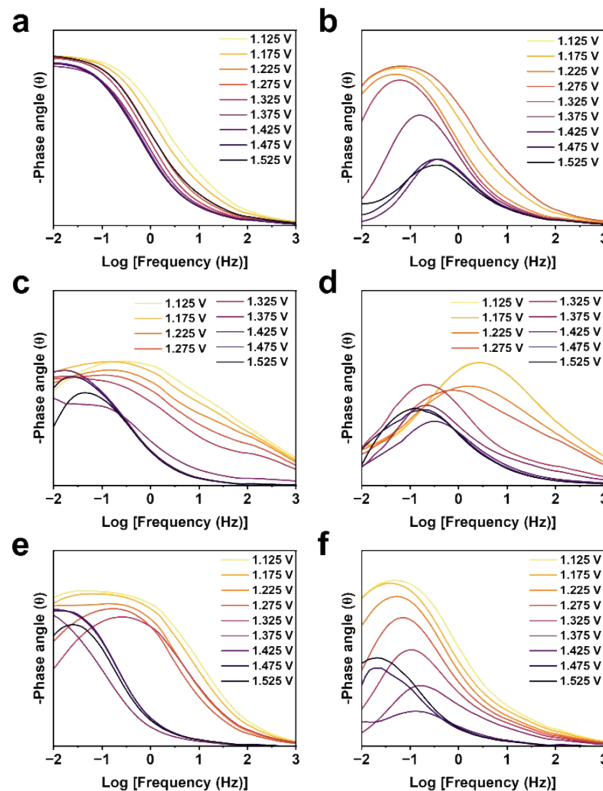 a
-Phase angle (θ)
1.125 V
1.175 V
1.225 V
1.275 V
1.325 V
1.375 V
1.425 V
1.475 V
1.525 V
−2 −1 0 1 2 3
Log [Frequency (Hz)]
b
-Phase angle (θ)
1.125 V
1.175 V
1.225 V
1.275 V
1.325 V
1.375 V
1.425 V
1.475 V
1.525 V
−2 −1 0 1 2 3
Log [Frequency (Hz)]
c
-Phase angle (θ)
1.125 V
1.175 V
1.225 V
1.275 V
1.325 V
1.375 V
1.425 V
1.475 V
1.525 V
−2 −1 0 1 2 3
Log [Frequency (Hz)]
d
-Phase angle (θ)
1.125 V
1.175 V
1.225 V
1.275 V
1.325 V
1.375 V
1.425 V
1.475 V
1.525 V
−2 −1 0 1 2 3
Log [Frequency (Hz)]
e
-Phase angle (θ)
1.125 V
1.175 V
1.225 V
1.275 V
1.325 V
1.375 V
1.425 V
1.475 V
1.525 V
−2 −1 0 1 2 3
Log [Frequency (Hz)]
f
-Phase angle (θ)
1.125 V
1.175 V
1.225 V
1.275 V
1.325 V
1.375 V
1.425 V
1.475 V
1.525 V
−2 −1 0 1 2 3
Log [Frequency (Hz)]